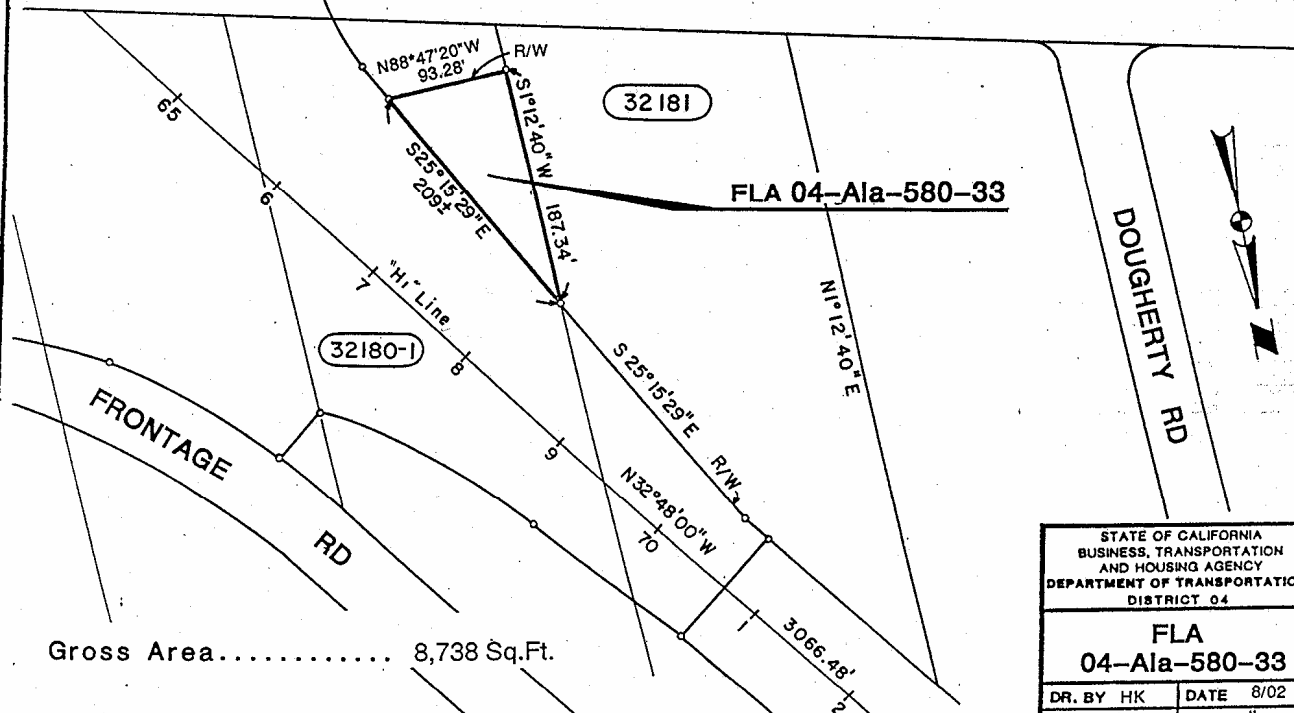 N88°47'20"W
93.28'
R/W
S1°12'40"W 187.34'
32181
65
S25°15'29"E
209±
FLA 04-Ala-580-33
6
DOUGHERTY RD
7
"H1" Line
N1°12'40"E
32180-1
8
S25°15'29"E
FRONTAGE RD
9
R/W
N32°48'00"W
70
STATE OF CALIFORNIA
BUSINESS, TRANSPORTATION
AND HOUSING AGENCY
DEPARTMENT OF TRANSPORTATIO
DISTRICT 04
1
3066.48'
FLA
04-Ala-580-33
Gross Area............ 8,738 Sq.Ft.
2
DR. BY HK DATE 8/02